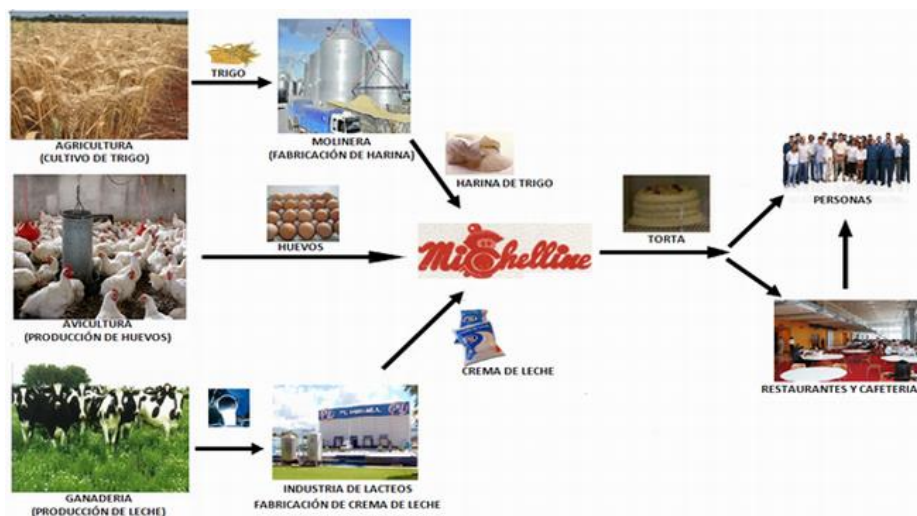 TRIGO
AGRICULTURA
(CULTIVO DE TRIGO)
MOLINERA
(FABRICACIÓN DE HARINA)
HARINA DE TRIGO
HUEVOS
AVICULTURA
(PRODUCCIÓN DE HUEVOS)
Michelline
TORTA
PERSONAS
CREMA DE LECHE
RESTAURANTES Y CAFETERIA
GANADERIA
(PRODUCCIÓN DE LECHE)
INDUSTRIA DE LACTEOS
FABRICACIÓN DE CREMA DE LECHE